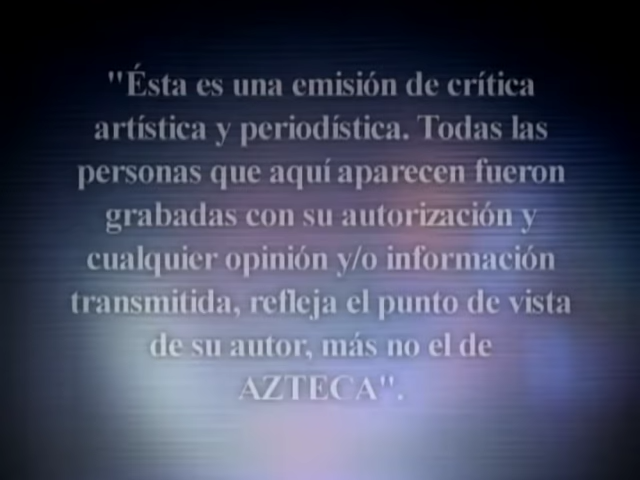 "Ésta es una emisión de crítica
artística y periodística. Todas las
personas que aquí aparecen fueron
grabadas con su autorización y
cualquier opinión y/o información
transmitida, refleja el punto de vista
de su autor, más no el de
AZTECA".